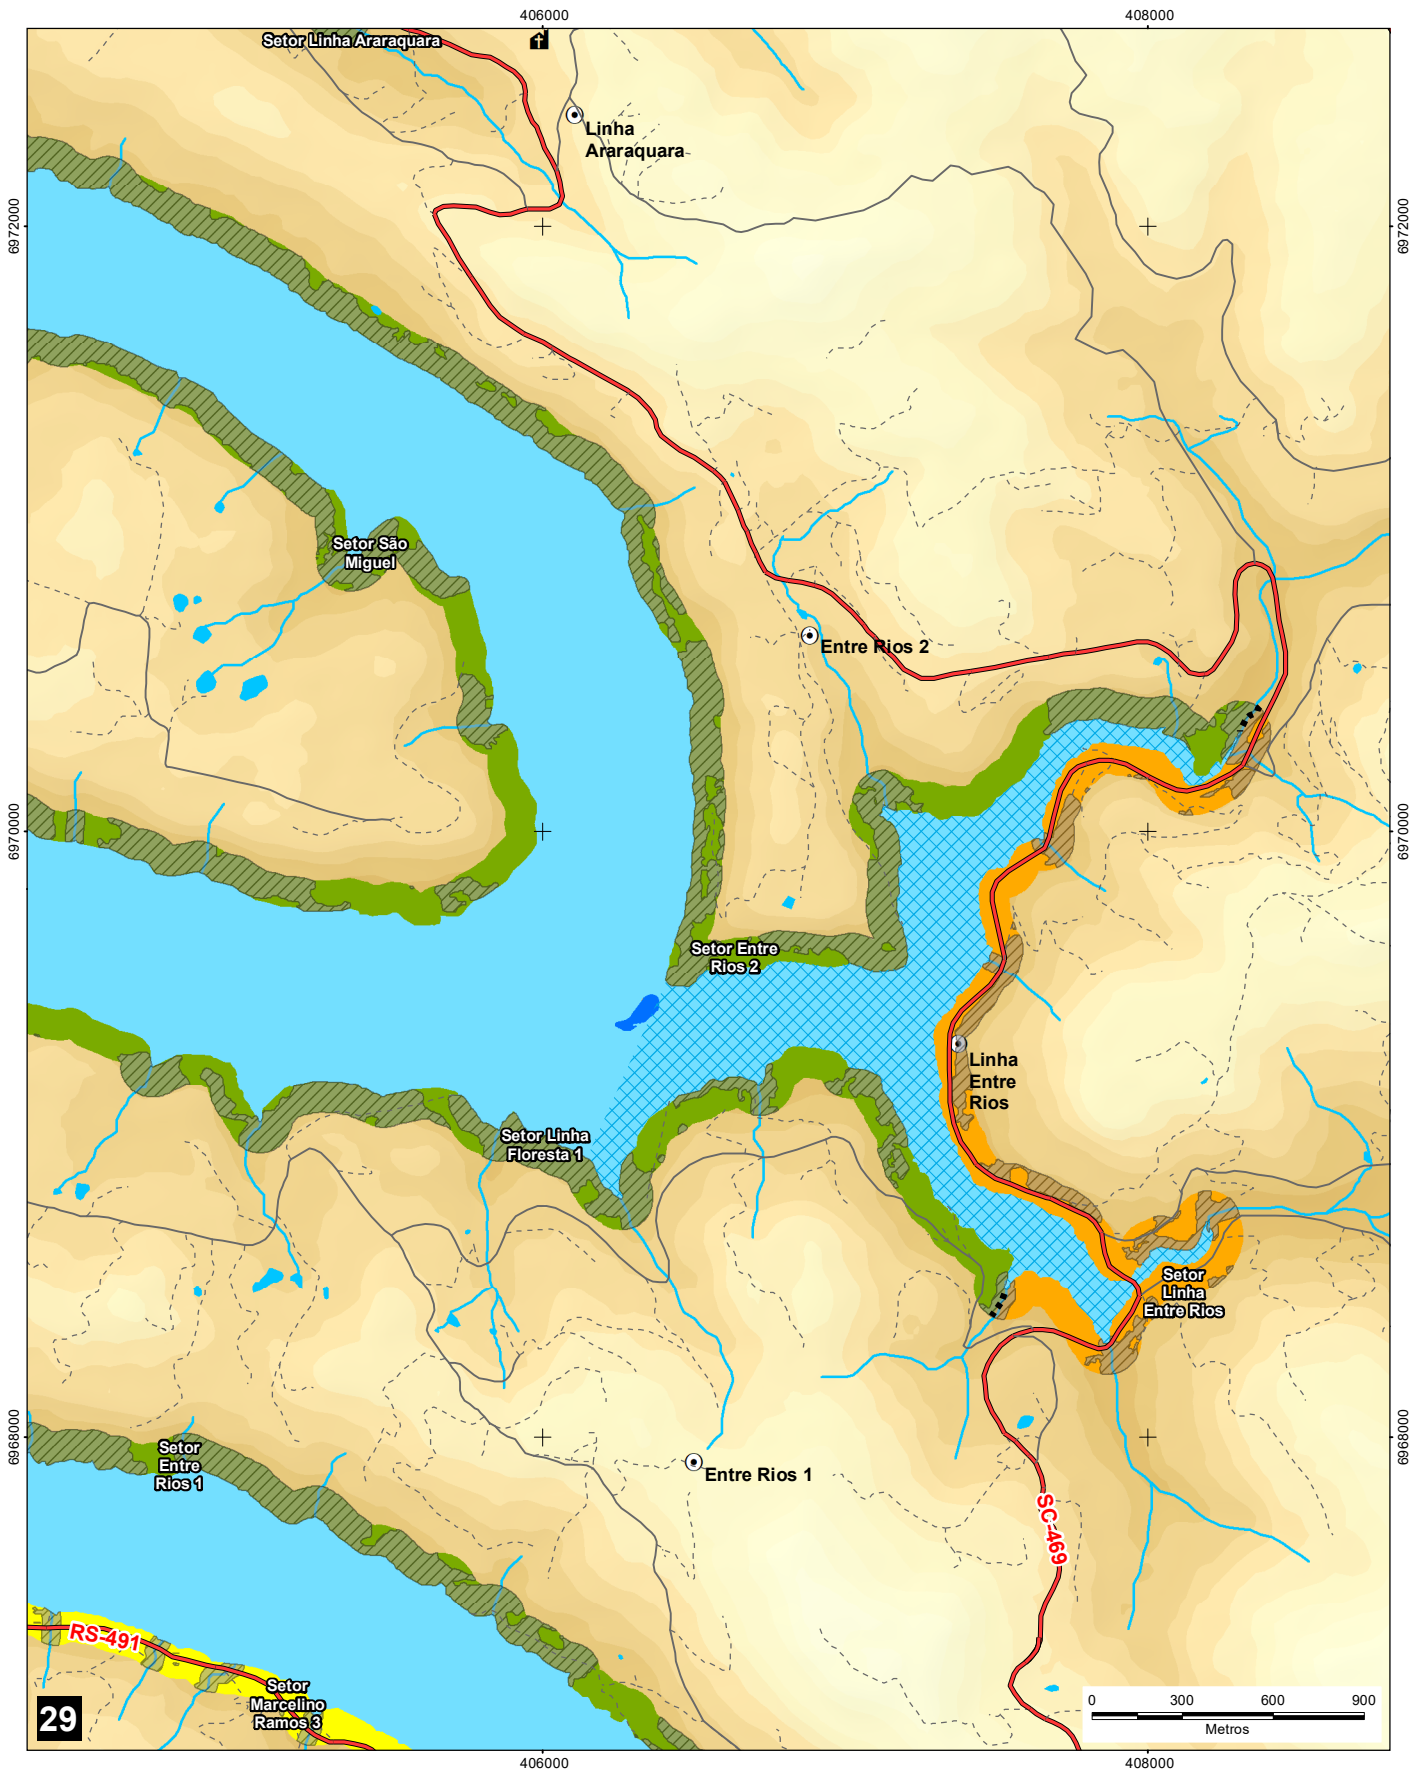 406000
408000
Setor Linha Araraquara
Linha
Araraquara
6972000
6972000
Setor São
Miguel
Entre Rios 2
6970000
6970000
Setor Entre
Rios 2
Linha
Entre
Rios
Setor Linha
Floresta 1
Setor
Linha
Entre Rios
6968000
6968000
Setor
Entre
Rios 1
Entre Rios 1
SC-469
RS-491
Setor
Marcelino
Ramos 3
29
0 300 600 900
Metros
406000
408000